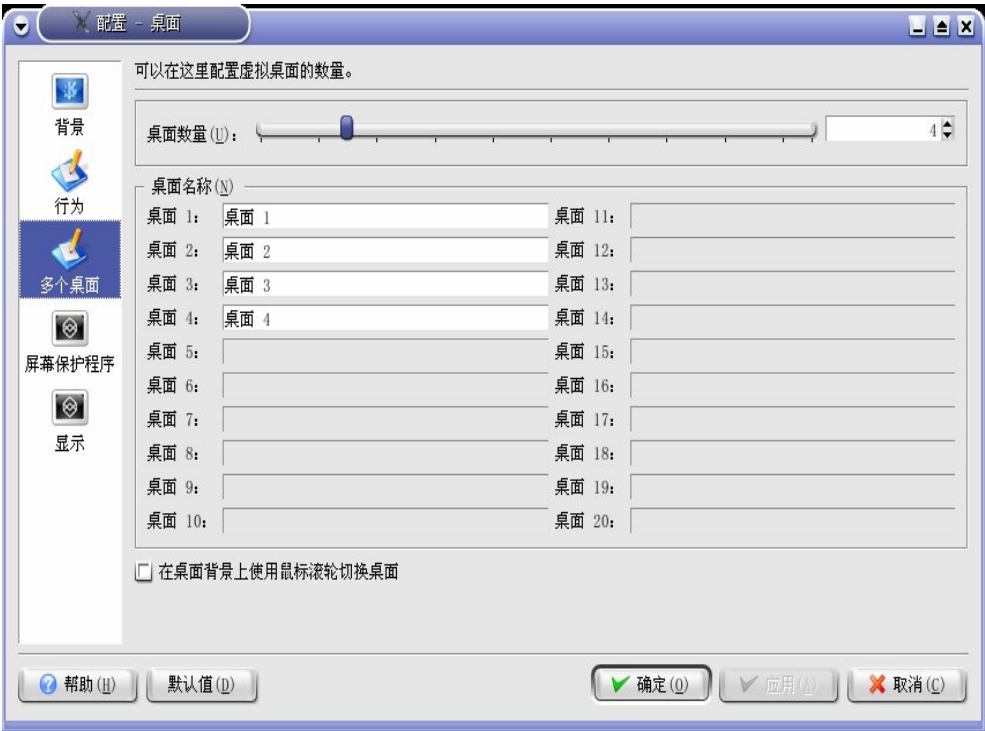 配置 - 桌面
可以在这里配置虚拟桌面的数量。
背景
行为
多个桌面
屏幕保护程序
显示
桌面数量(U): 4
桌面名称(N)
桌面 1: 桌面 1 桌面 11:
桌面 2: 桌面 2 桌面 12:
桌面 3: 桌面 3 桌面 13:
桌面 4: 桌面 4 桌面 14:
桌面 5: 桌面 15:
桌面 6: 桌面 16:
桌面 7: 桌面 17:
桌面 8: 桌面 18:
桌面 9: 桌面 19:
桌面 10: 桌面 20:
在桌面背景上使用鼠标滚轮切换桌面
帮助(H) 默认值(D) 确定(O) 应用(A) 取消(C)